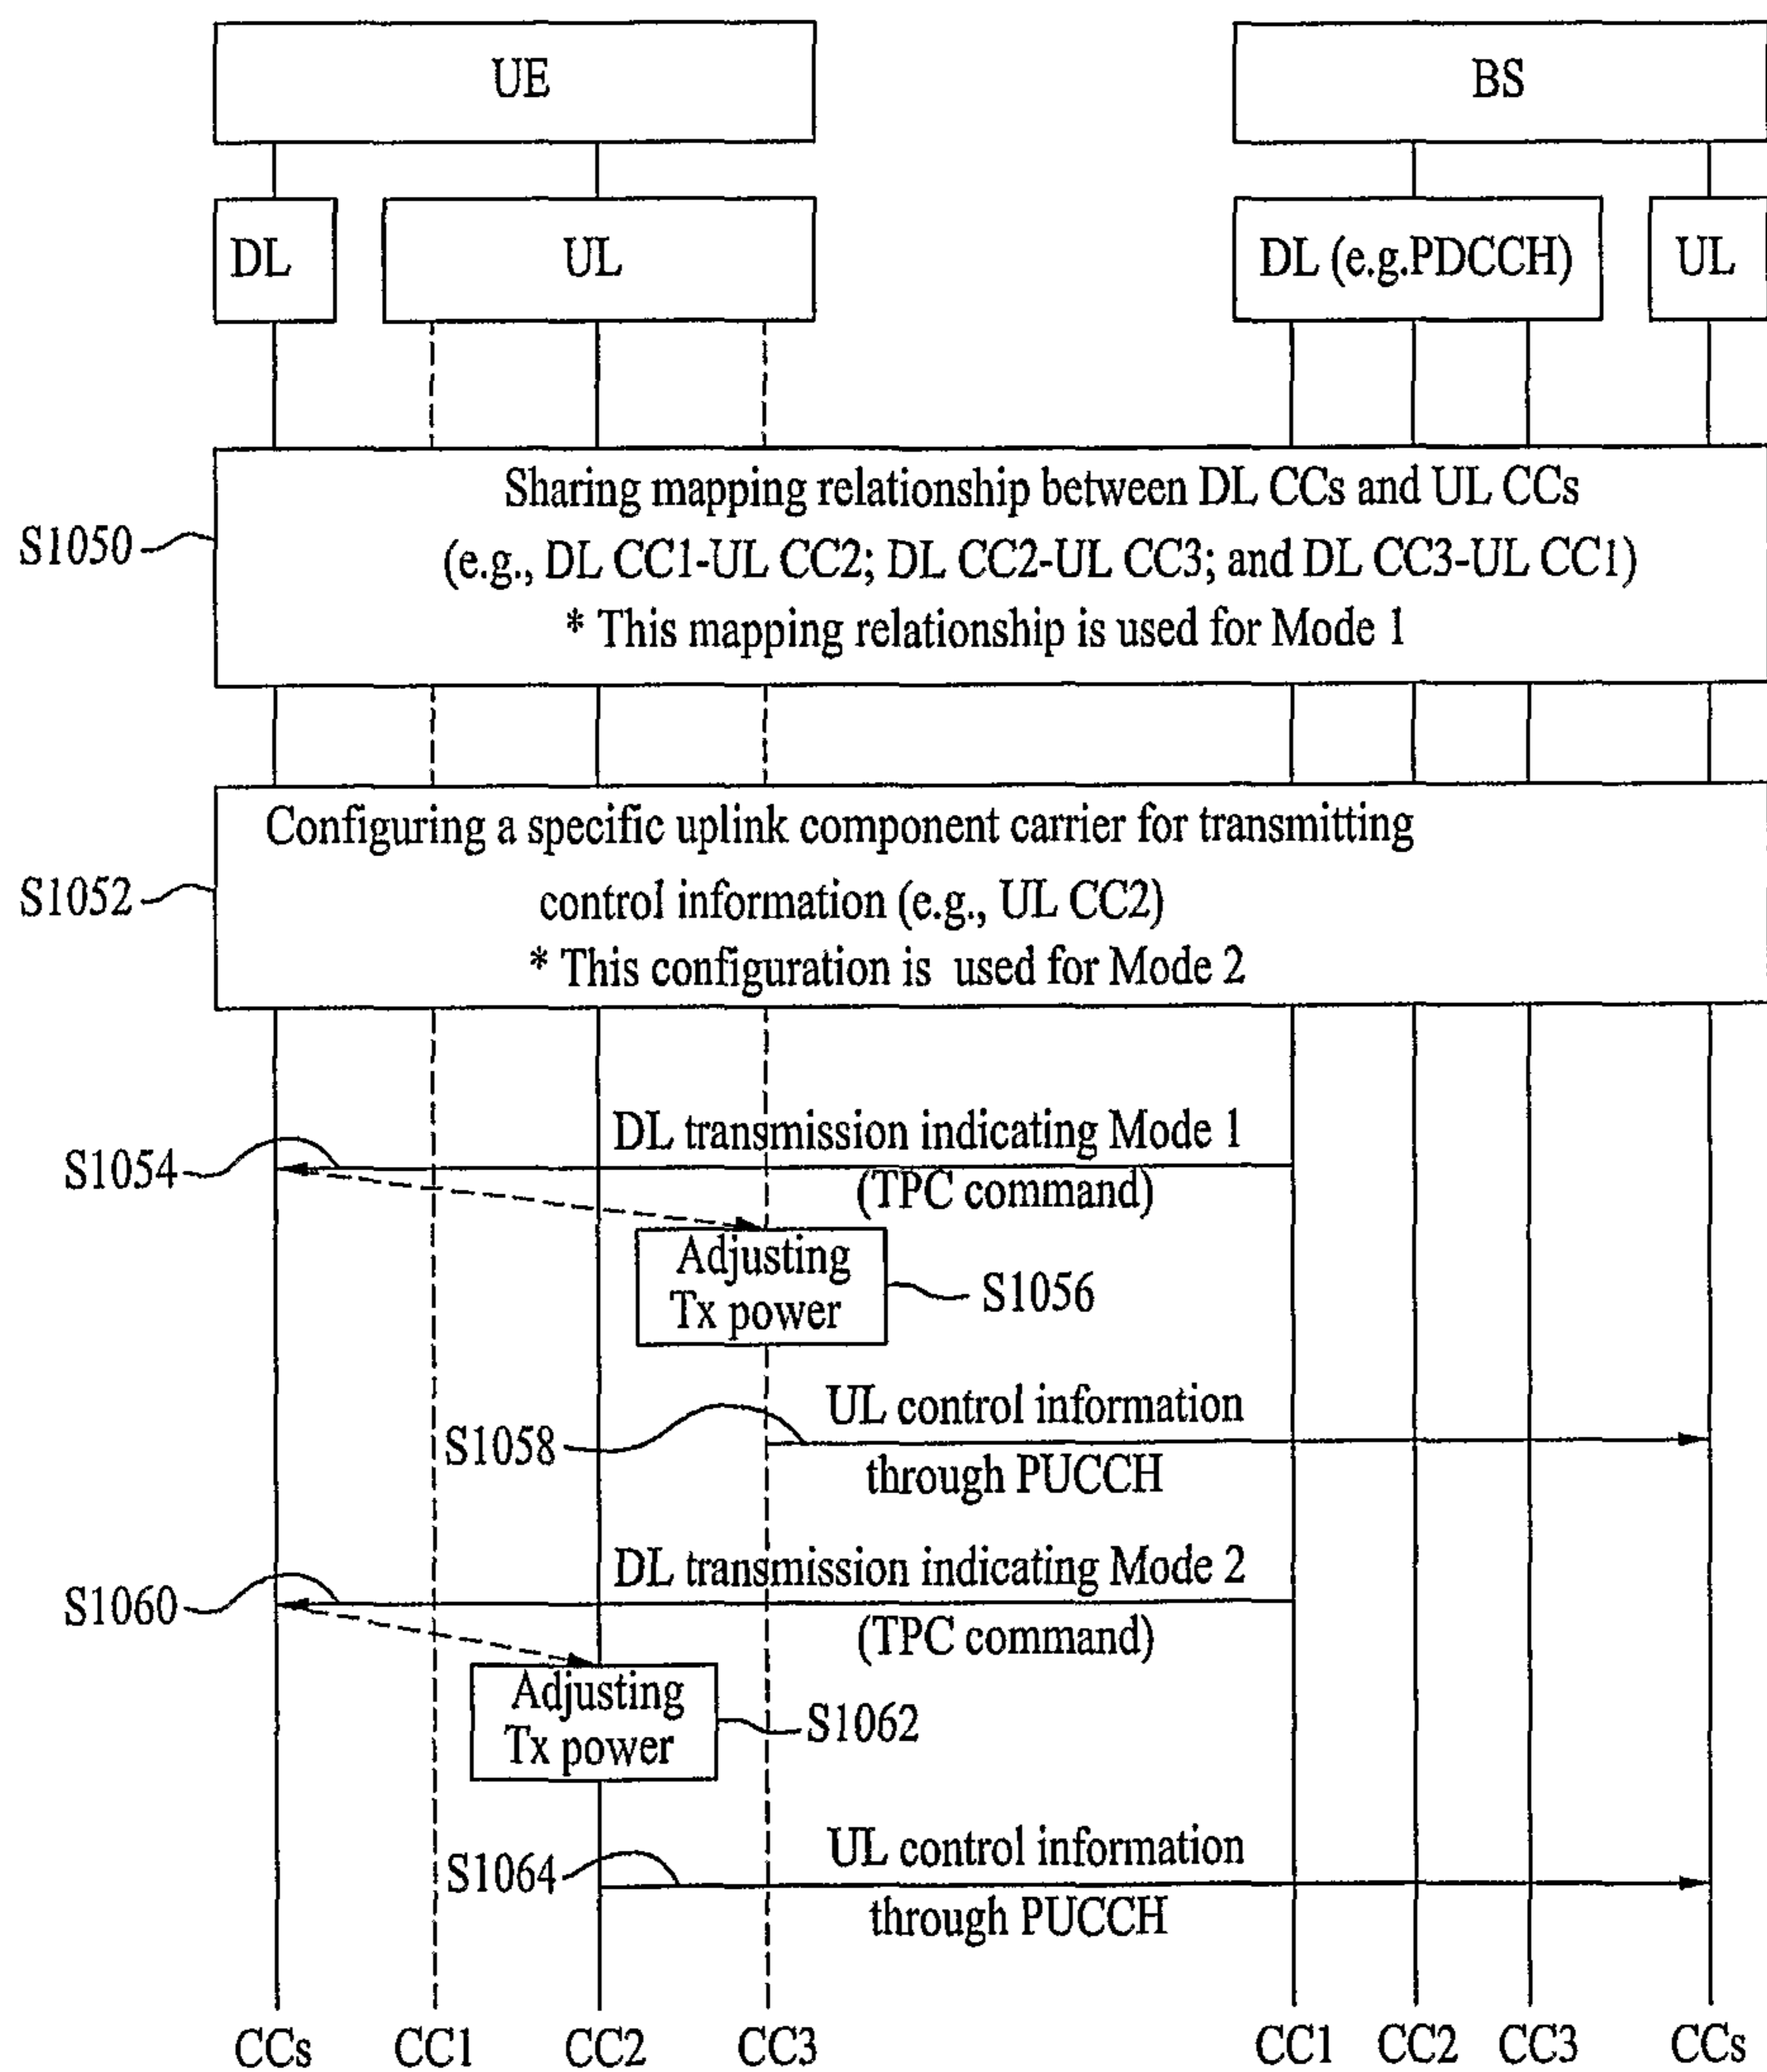 UE
BS
DL
UL
DL (e.g.PDCCH)
UL
S1050
Sharing mapping relationship between DL CCs and UL CCs
(e.g., DL CC1-UL CC2; DL CC2-UL CC3; and DL CC3-UL CC1)
* This mapping relationship is used for Mode 1
S1052
Configuring a specific uplink component carrier for transmitting
control information (e.g., UL CC2)
* This configuration is used for Mode 2
S1054
DL transmission indicating Mode 1
(TPC command)
Adjusting
Tx power
S1056
S1058
UL control information
through PUCCH
S1060
DL transmission indicating Mode 2
(TPC command)
Adjusting
Tx power
S1062
S1064
UL control information
through PUCCH
CCs
CC1
CC2
CC3
CC1
CC2
CC3
CCs